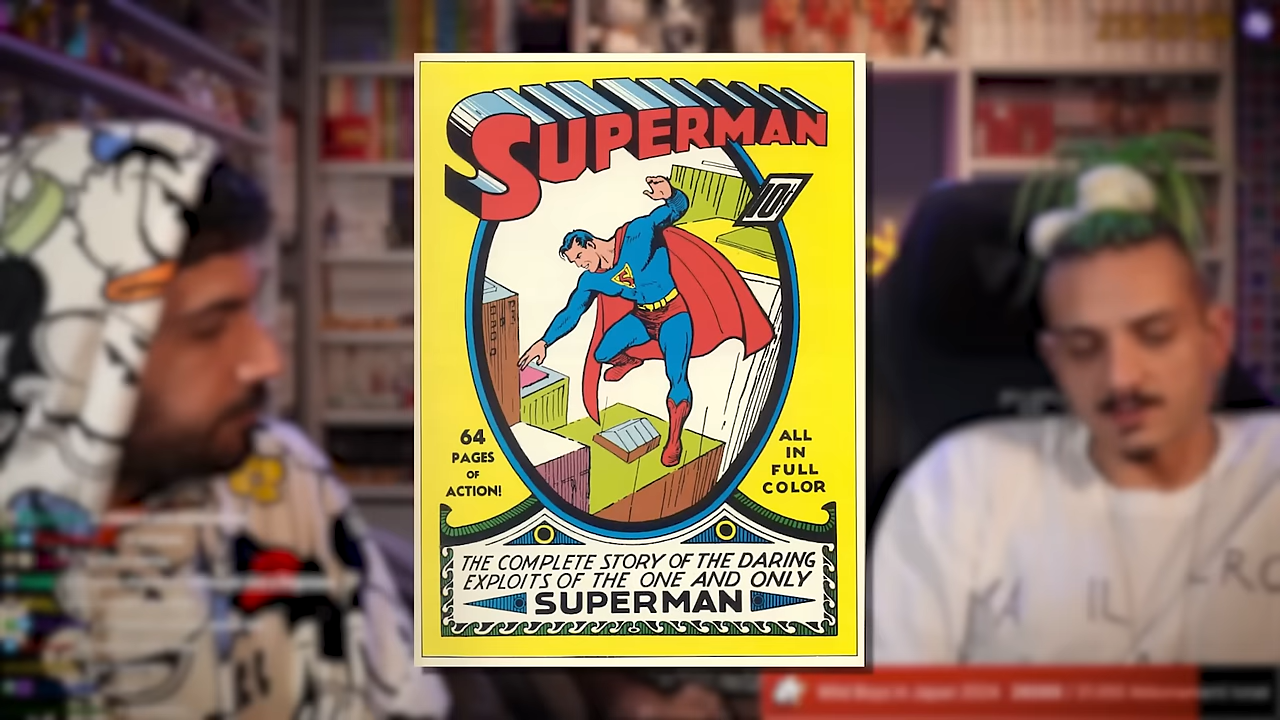 SUPERMAN
10¢
64
PAGES
OF
ACTION!
ALL
IN
FULL
COLOR
THE COMPLETE STORY OF THE DARING
EXPLOITS OF THE ONE AND ONLY
SUPERMAN